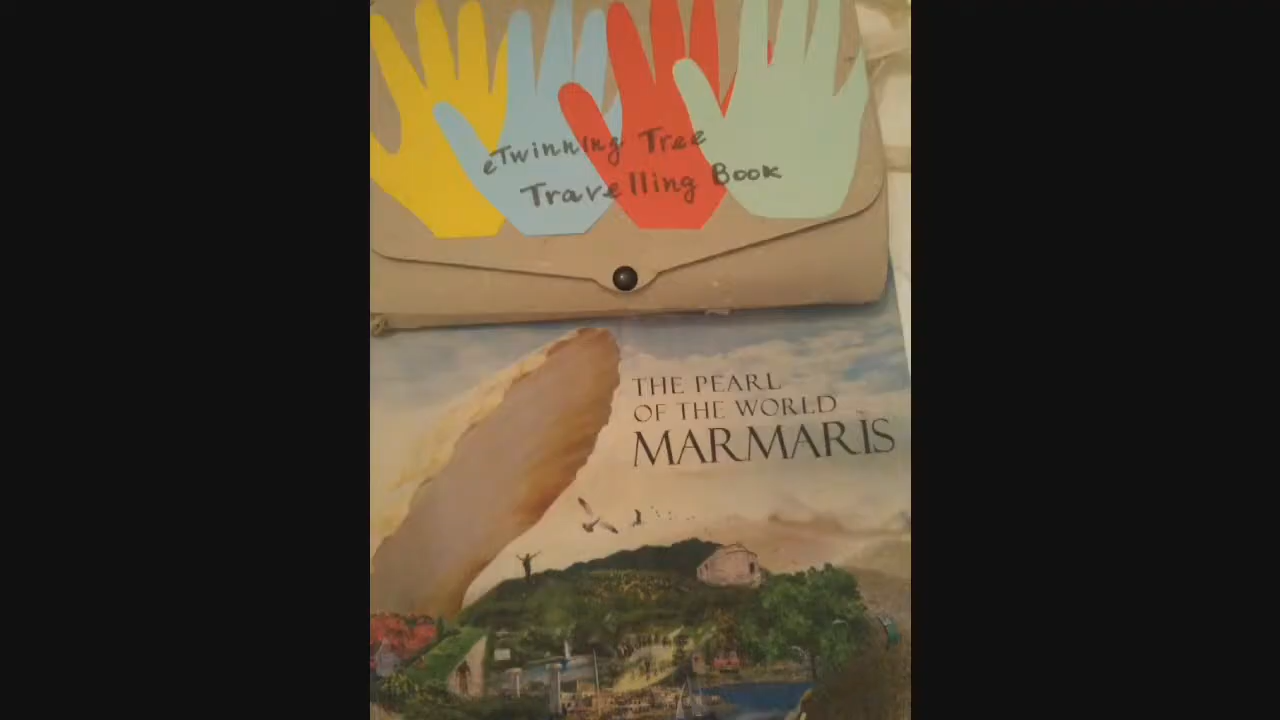 eTwinning Tree
Travelling Book
THE PEARL
OF THE WORLD
MARMARIS